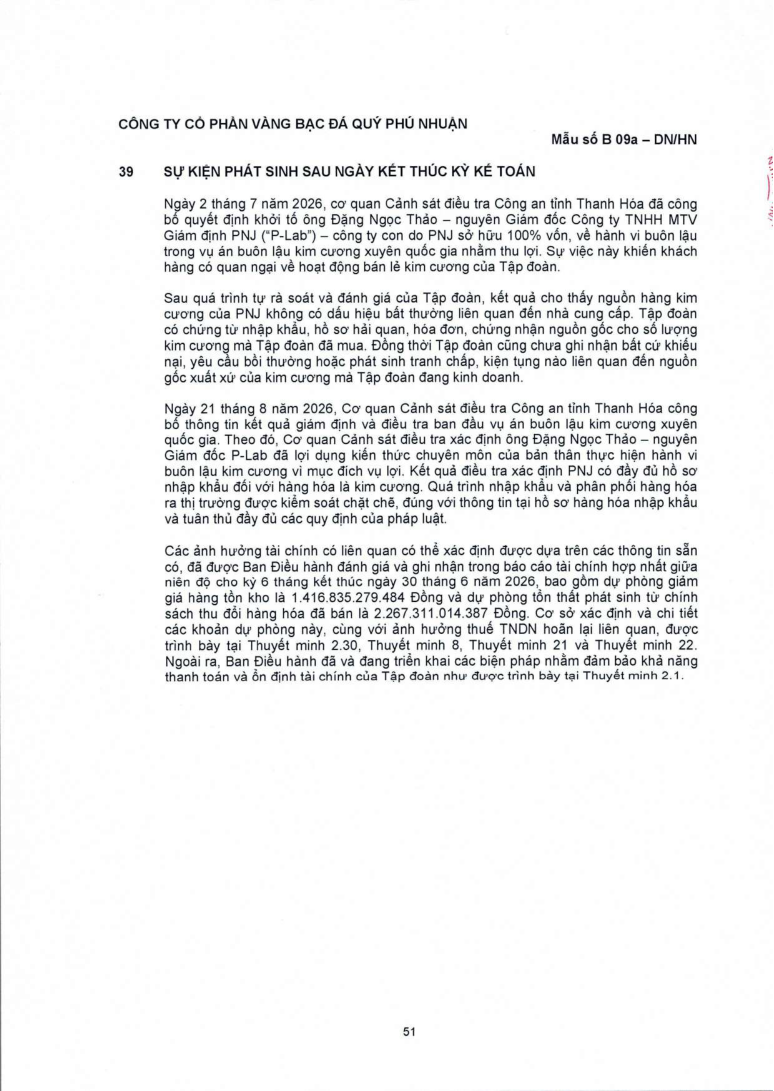 CÔNG TY CỔ PHẦN VÀNG BẠC ĐÁ QUÝ PHÚ NHUẬN
Mẫu số B 09a – DN/HN
39 SỰ KIỆN PHÁT SINH SAU NGÀY KẾT THÚC KỲ KẾ TOÁN
Ngày 2 tháng 7 năm 2026, cơ quan Cảnh sát điều tra Công an tỉnh Thanh Hóa đã công
bố quyết định khởi tố ông Đặng Ngọc Thảo – nguyên Giám đốc Công ty TNHH MTV
Giám định PNJ (“P-Lab”) – công ty con do PNJ sở hữu 100% vốn, về hành vi buôn lậu
trong vụ án buôn lậu kim cương xuyên quốc gia nhằm thu lợi. Sự việc này khiến khách
hàng có quan ngại về hoạt động bán lẻ kim cương của Tập đoàn.
Sau quá trình tự rà soát và đánh giá của Tập đoàn, kết quả cho thấy nguồn hàng kim
cương của PNJ không có dấu hiệu bất thường liên quan đến nhà cung cấp. Tập đoàn
có chứng từ nhập khẩu, hồ sơ hải quan, hóa đơn, chứng nhận nguồn gốc cho số lượng
kim cương mà Tập đoàn đã mua. Đồng thời Tập đoàn cũng chưa ghi nhận bất cứ khiếu
nại, yêu cầu bồi thường hoặc phát sinh tranh chấp, kiện tụng nào liên quan đến nguồn
gốc xuất xứ của kim cương mà Tập đoàn đang kinh doanh.
Ngày 21 tháng 8 năm 2026, Cơ quan Cảnh sát điều tra Công an tỉnh Thanh Hóa công
bố thông tin kết quả giám định và điều tra ban đầu vụ án buôn lậu kim cương xuyên
quốc gia. Theo đó, Cơ quan Cảnh sát điều tra xác định ông Đặng Ngọc Thảo – nguyên
Giám đốc P-Lab đã lợi dụng kiến thức chuyên môn của bản thân thực hiện hành vi
buôn lậu kim cương vì mục đích vụ lợi. Kết quả điều tra xác định PNJ có đầy đủ hồ sơ
nhập khẩu đối với hàng hóa là kim cương. Quá trình nhập khẩu và phân phối hàng hóa
ra thị trường được kiểm soát chặt chẽ, đúng với thông tin tại hồ sơ hàng hóa nhập khẩu
và tuân thủ đầy đủ các quy định của pháp luật.
Các ảnh hưởng tài chính có liên quan có thể xác định được dựa trên các thông tin sẵn
có, đã được Ban Điều hành đánh giá và ghi nhận trong báo cáo tài chính hợp nhất giữa
niên độ cho kỳ 6 tháng kết thúc ngày 30 tháng 6 năm 2026, bao gồm dự phòng giảm
giá hàng tồn kho là 1.416.835.279.484 Đồng và dự phòng tổn thất phát sinh từ chính
sách thu đổi hàng hóa đã bán là 2.267.311.014.387 Đồng. Cơ sở xác định và chi tiết
các khoản dự phòng này, cùng với ảnh hưởng thuế TNDN hoãn lại liên quan, được
trình bày tại Thuyết minh 2.30, Thuyết minh 8, Thuyết minh 21 và Thuyết minh 22.
Ngoài ra, Ban Điều hành đã và đang triển khai các biện pháp nhằm đảm bảo khả năng
thanh toán và ổn định tài chính của Tập đoàn như được trình bày tại Thuyết minh 2.1.
51